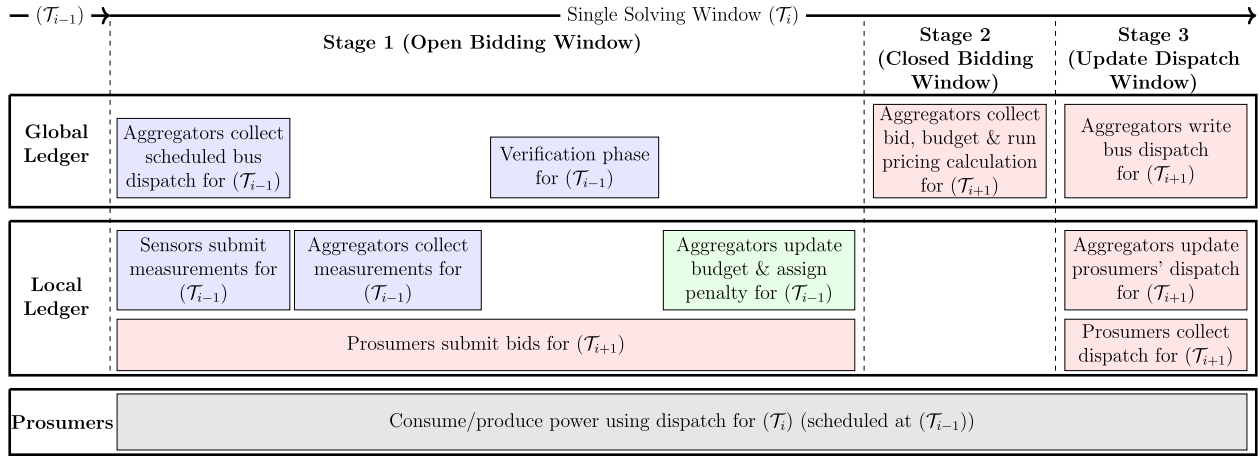 (𝒯ᵢ₋₁)
Single Solving Window (𝒯ᵢ)
Stage 1 (Open Bidding Window)
Stage 2
(Closed Bidding
Window)
Stage 3
(Update Dispatch
Window)
Global
Ledger
Aggregators collect
scheduled bus
dispatch for (𝒯ᵢ₋₁)
Verification phase
for (𝒯ᵢ₋₁)
Aggregators collect
bid, budget & run
pricing calculation
for (𝒯ᵢ₊₁)
Aggregators write
bus dispatch
for (𝒯ᵢ₊₁)
Local
Ledger
Sensors submit
measurements for
(𝒯ᵢ₋₁)
Aggregators collect
measurements for
(𝒯ᵢ₋₁)
Aggregators update
budget & assign
penalty for (𝒯ᵢ₋₁)
Aggregators update
prosumers' dispatch
for (𝒯ᵢ₊₁)
Prosumers submit bids for (𝒯ᵢ₊₁)
Prosumers collect
dispatch for (𝒯ᵢ₊₁)
Prosumers
Consume/produce power using dispatch for (𝒯ᵢ) (scheduled at (𝒯ᵢ₋₁))